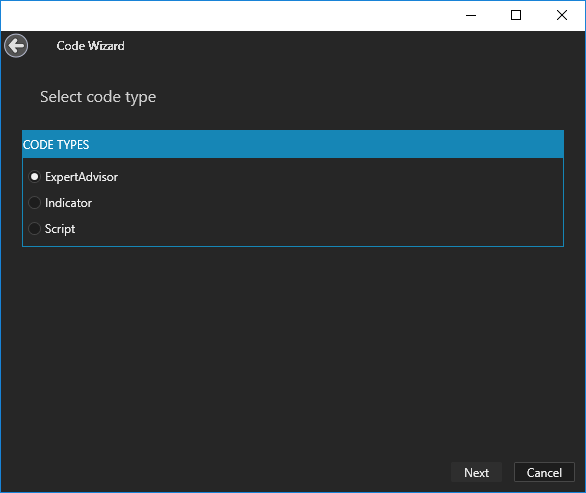 Code Wizard
Select code type
CODE TYPES
ExpertAdvisor
Indicator
Script
Next Cancel